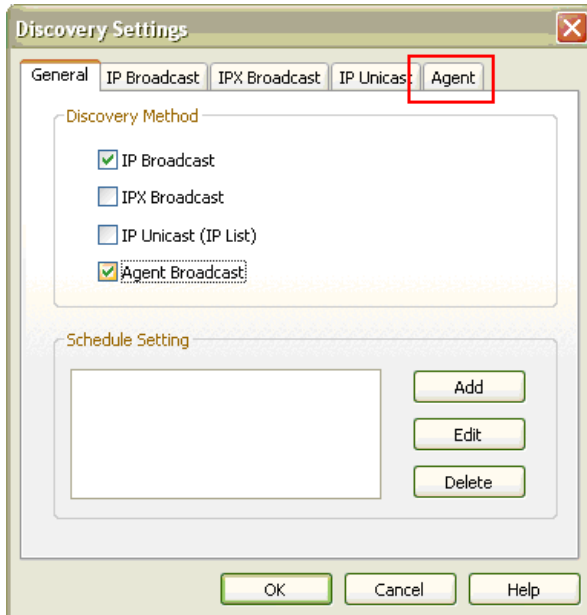 Discovery Settings
General IP Broadcast IPX Broadcast IP Unicast Agent
Discovery Method
IP Broadcast
IPX Broadcast
IP Unicast (IP List)
Agent Broadcast
Schedule Setting
Add
Edit
Delete
OK Cancel Help